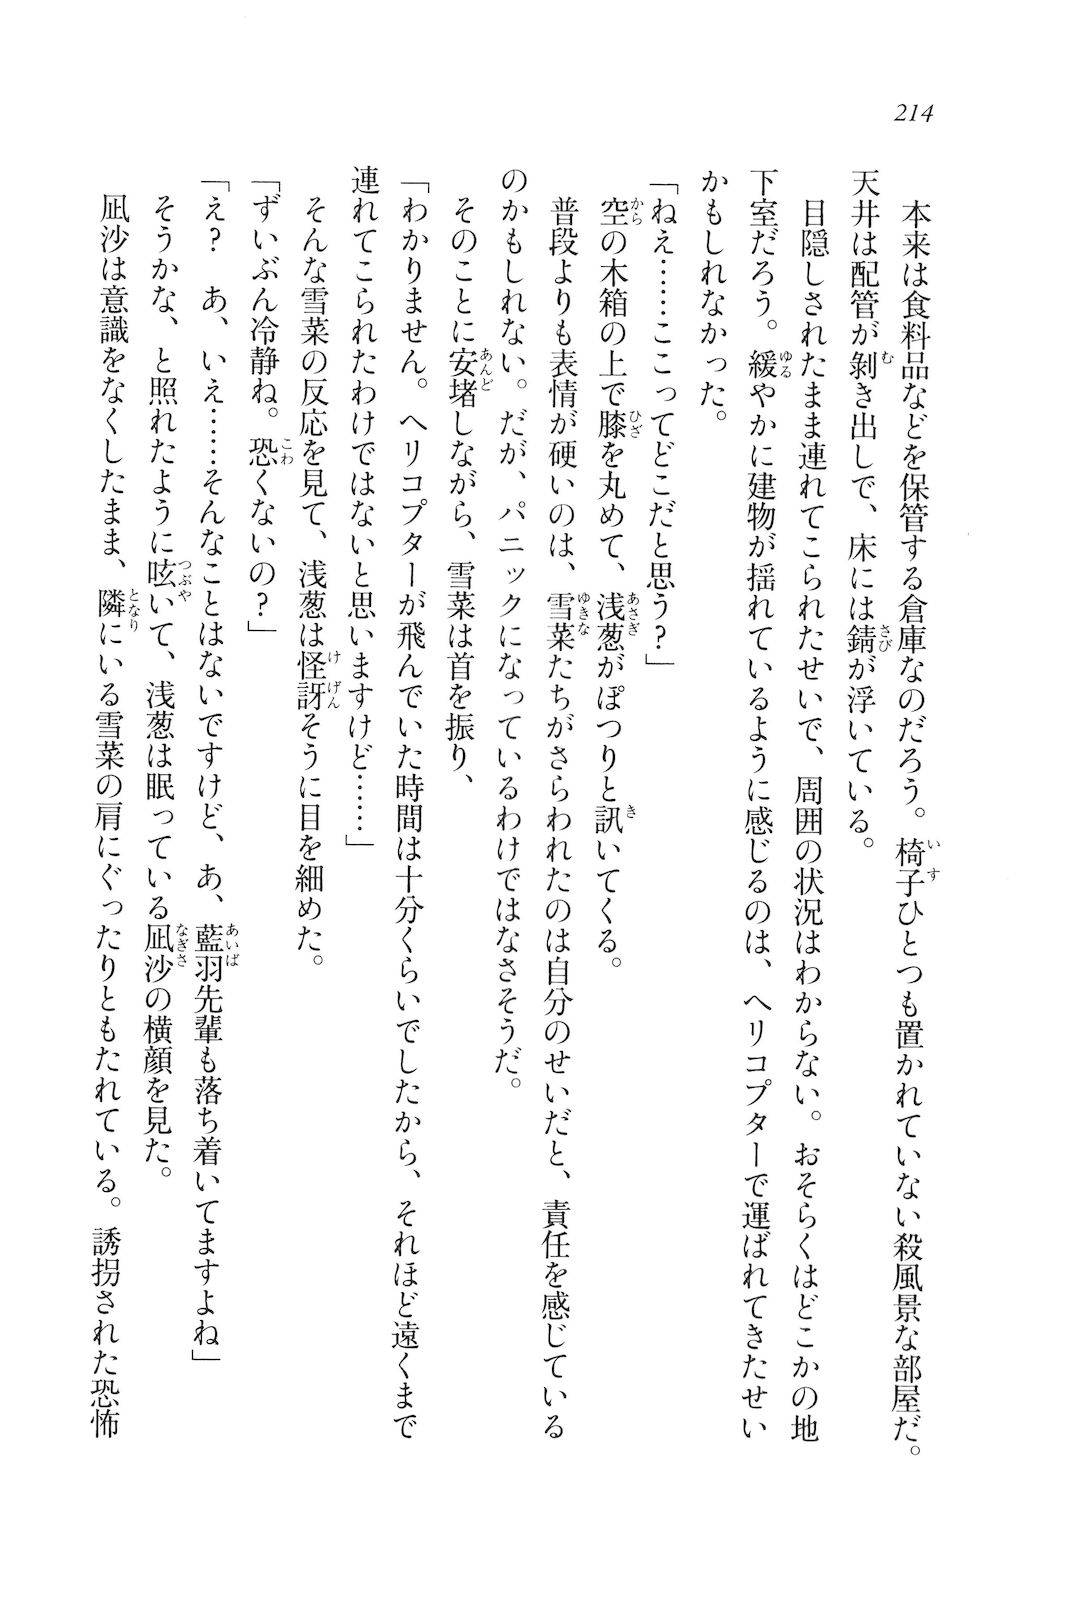 214
　本来は食料品などを保管する倉庫なのだろう。椅子ひとつも置かれていない殺風景な部屋だ。
天井は配管が剝き出しで、床には錆が浮いている。
　目隠しされたまま連れてこられたせいで、周囲の状況はわからない。おそらくはどこかの地
下室だろう。緩やかに建物が揺れているように感じるのは、ヘリコプターで運ばれてきたせい
かもしれなかった。
「ねえ……ここってどこだと思う？」
　空の木箱の上で膝を丸めて、浅葱がぽつりと訊いてくる。
　普段よりも表情が硬いのは、雪菜たちがさらわれたのは自分のせいだと、責任を感じている
のかもしれない。だが、パニックになっているわけではなさそうだ。
　そのことに安堵しながら、雪菜は首を振り、
「わかりません。ヘリコプターが飛んでいた時間は十分くらいでしたから、それほど遠くまで
連れてこられたわけではないと思いますけど……」
　そんな雪菜の反応を見て、浅葱は怪訝そうに目を細めた。
「ずいぶん冷静ね。恐くないの？」
「え？　あ、いえ……そんなことはないですけど、あ、藍羽先輩も落ち着いてますよね」
　そうかな、と照れたように呟いて、浅葱は眠っている凪沙の横顔を見た。
　凪沙は意識をなくしたまま、隣にいる雪菜の肩にぐったりともたれている。誘拐された恐怖